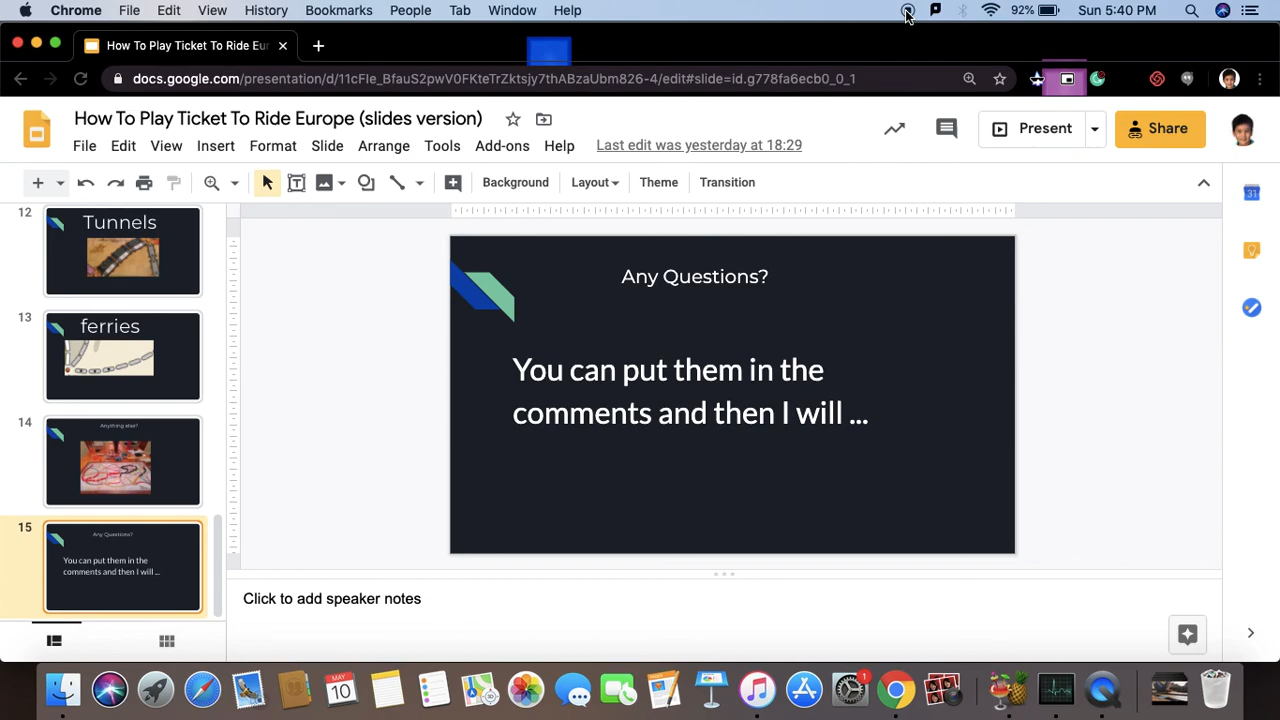 Chrome File Edit View History Bookmarks People Tab Window Help 92% Sun 5:40 PM
How To Play Ticket To Ride Eur
docs.google.com/presentation/d/11cFIe_BfauS2pwV0FKteTrZktsjy7thABzaUbm826-4/edit#slide=id.g778fa6ecb0_0_1
How To Play Ticket To Ride Europe (slides version)
Present
Share
File Edit View Insert Format Slide Arrange Tools Add-ons Help Last edit was yesterday at 18:29
Background Layout Theme Transition
31
12
Tunnels
13
ferries
14
Anything else?
15
Any Questions?
You can put them in the
comments and then I will ...
Any Questions?
You can put them in the
comments and then I will ...
Click to add speaker notes
MAY
10
1